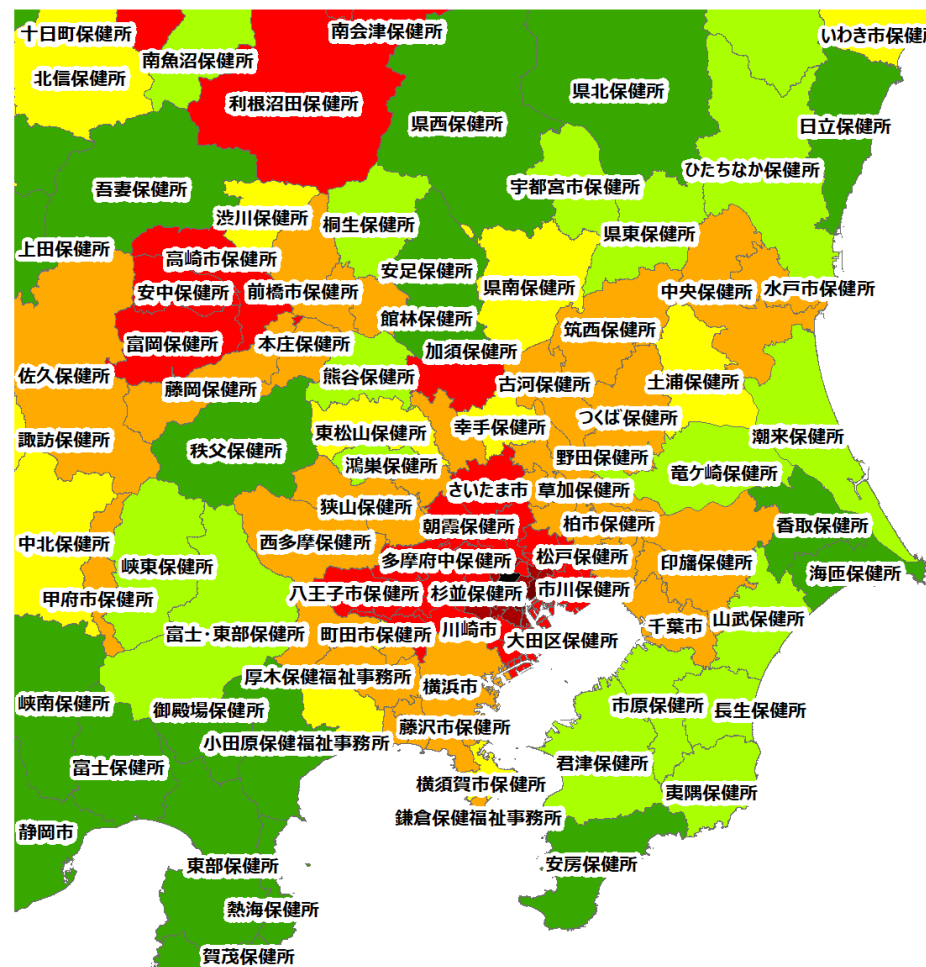 十日町保健所
南会津保健所
いわき市保健所
南魚沼保健所
北信保健所
利根沼田保健所
県北保健所
県西保健所
日立保健所
ひたちなか保健所
吾妻保健所
宇都宮市保健所
渋川保健所
桐生保健所
県東保健所
上田保健所
高崎市保健所
安足保健所
県南保健所
安中保健所
前橋市保健所
中央保健所
水戸市保健所
館林保健所
筑西保健所
富岡保健所
本庄保健所
加須保健所
佐久保健所
藤岡保健所
熊谷保健所
古河保健所
土浦保健所
諏訪保健所
東松山保健所
幸手保健所
つくば保健所
潮来保健所
秩父保健所
鴻巣保健所
野田保健所
竜ケ崎保健所
さいたま市
草加保健所
狭山保健所
朝霞保健所
柏市保健所
香取保健所
中北保健所
西多摩保健所
多摩府中保健所
松戸保健所
印旛保健所
海匝保健所
峡東保健所
甲府市保健所
八王子市保健所
杉並保健所
市川保健所
富士・東部保健所
町田市保健所
川崎市
大田区保健所
千葉市
山武保健所
厚木保健福祉事務所
横浜市
峡南保健所
御殿場保健所
市原保健所
長生保健所
小田原保健福祉事務所
藤沢市保健所
富士保健所
君津保健所
横須賀市保健所
夷隅保健所
鎌倉保健福祉事務所
静岡市
東部保健所
安房保健所
熱海保健所
賀茂保健所